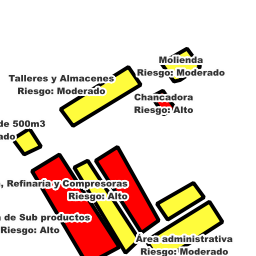 Molienda
Riesgo: Moderado
Talleres y Almacenes
Riesgo: Moderado
Chancadora
Riesgo: Alto
de 500m3
, Refinaría y Compresoras
Riesgo: Alto
de Sub productos
Riesgo: Alto
Área administrativa
Riesgo: Moderado